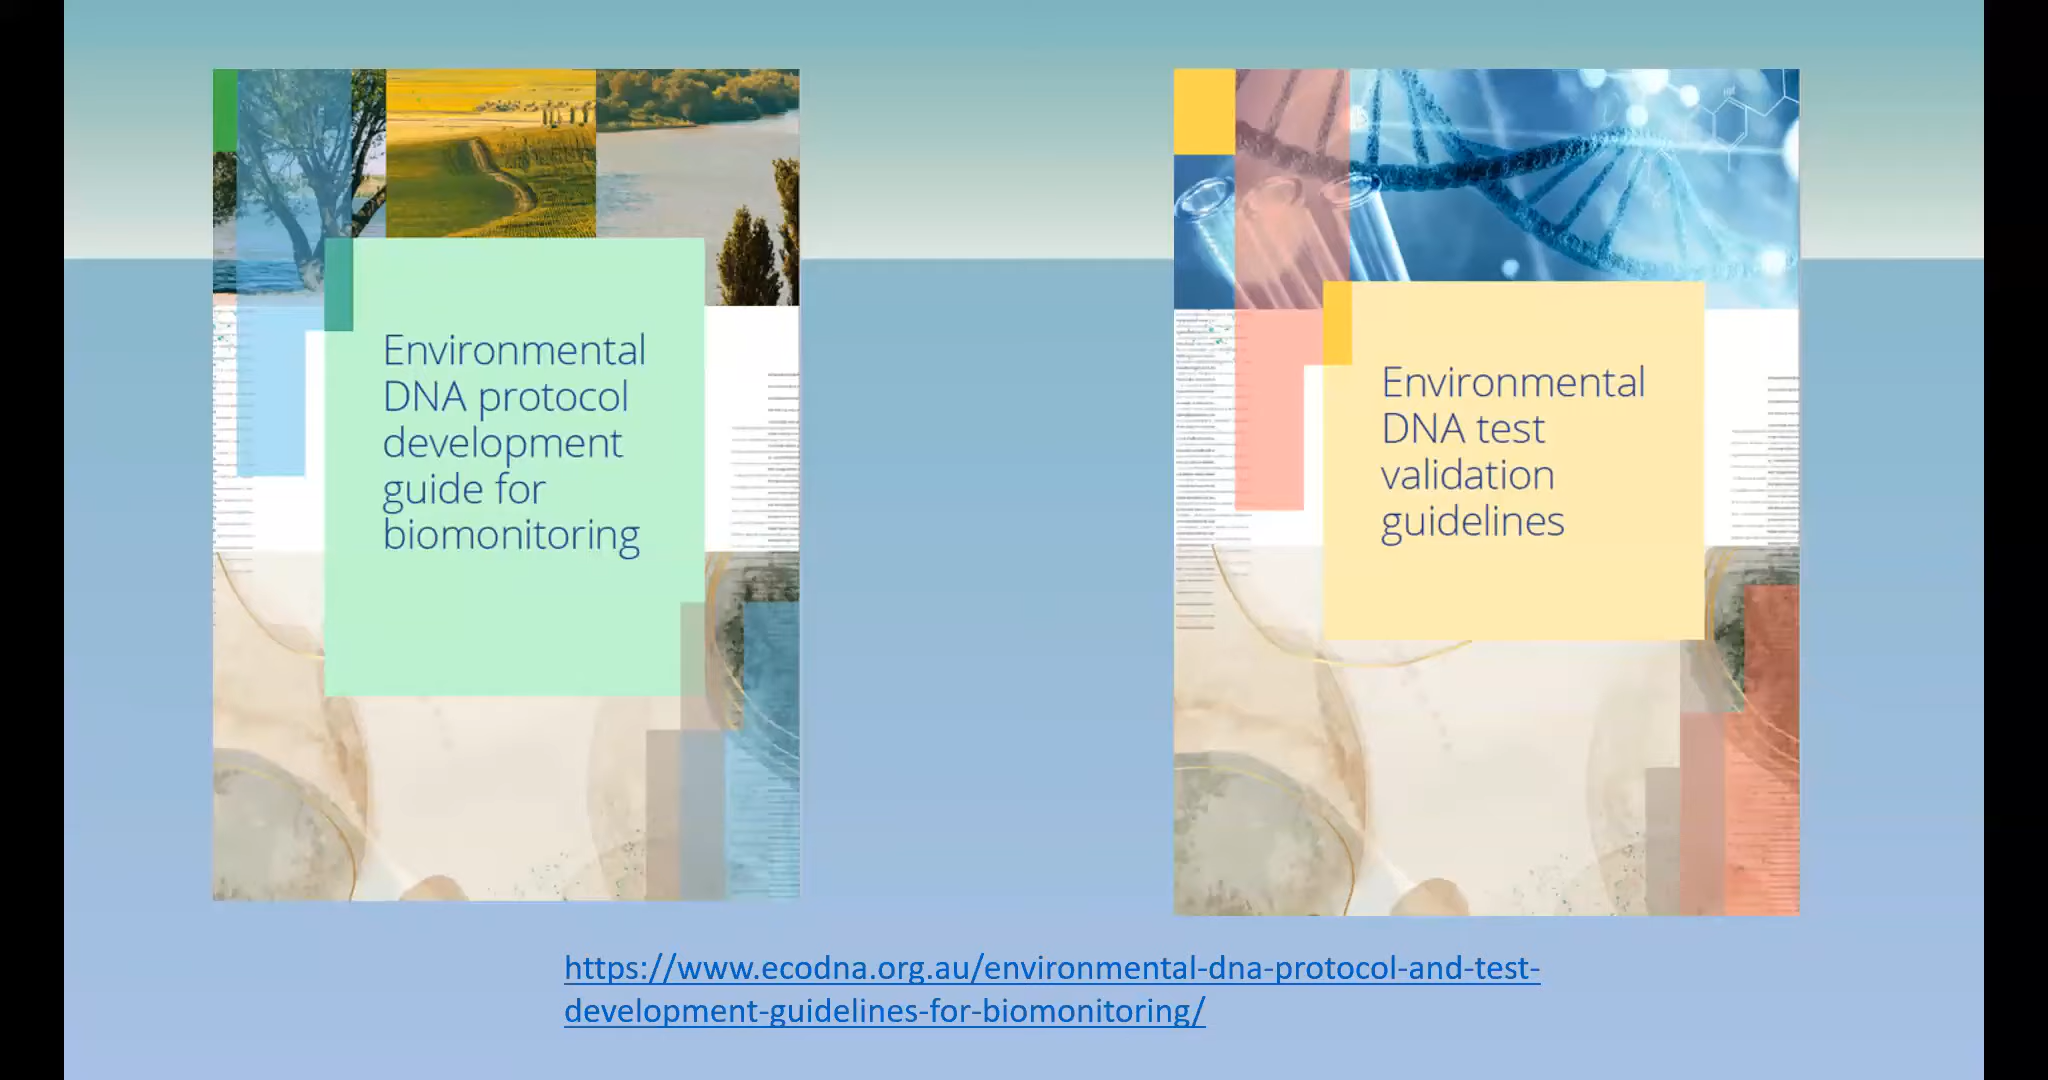 Environmental
DNA protocol
development
guide for
biomonitoring
Environmental
DNA test
validation
guidelines
https://www.ecodna.org.au/environmental-dna-protocol-and-test-
development-guidelines-for-biomonitoring/